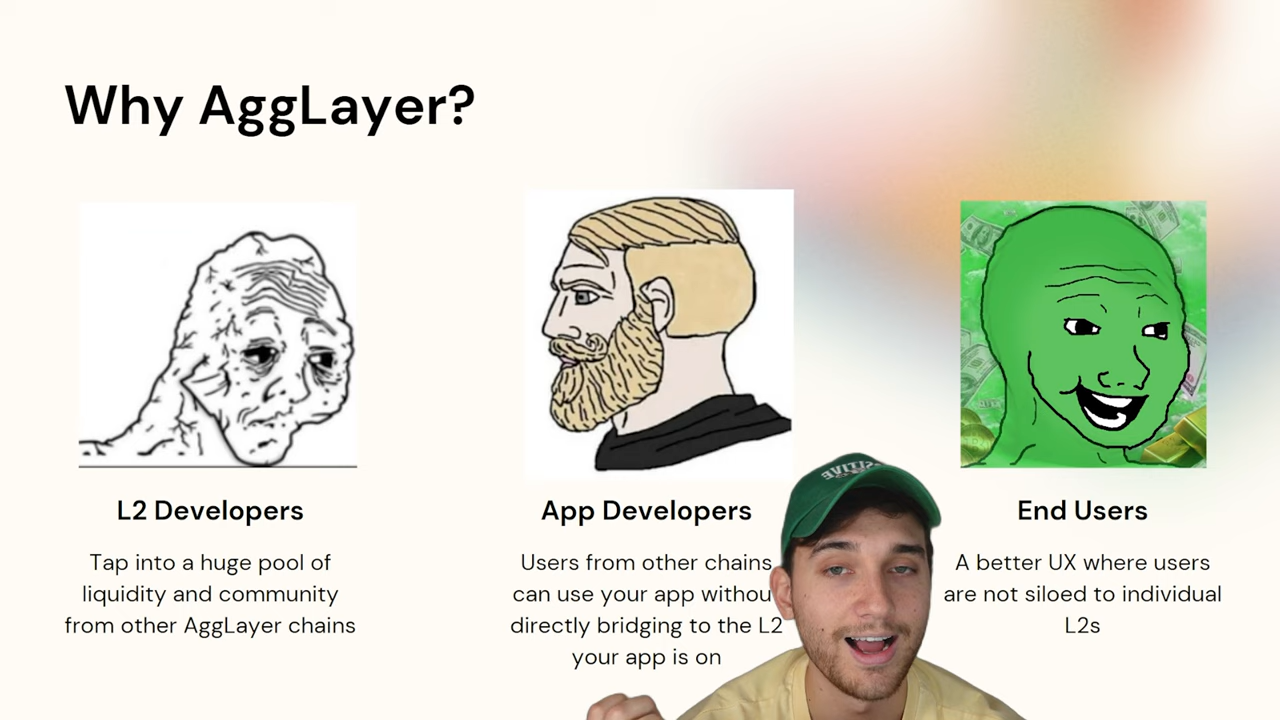 Why AggLayer?
L2 Developers
Tap into a huge pool of
liquidity and community
from other AggLayer chains
App Developers
Users from other chains
can use your app withou
directly bridging to the L2
your app is on
End Users
A better UX where users
are not siloed to individual
L2s